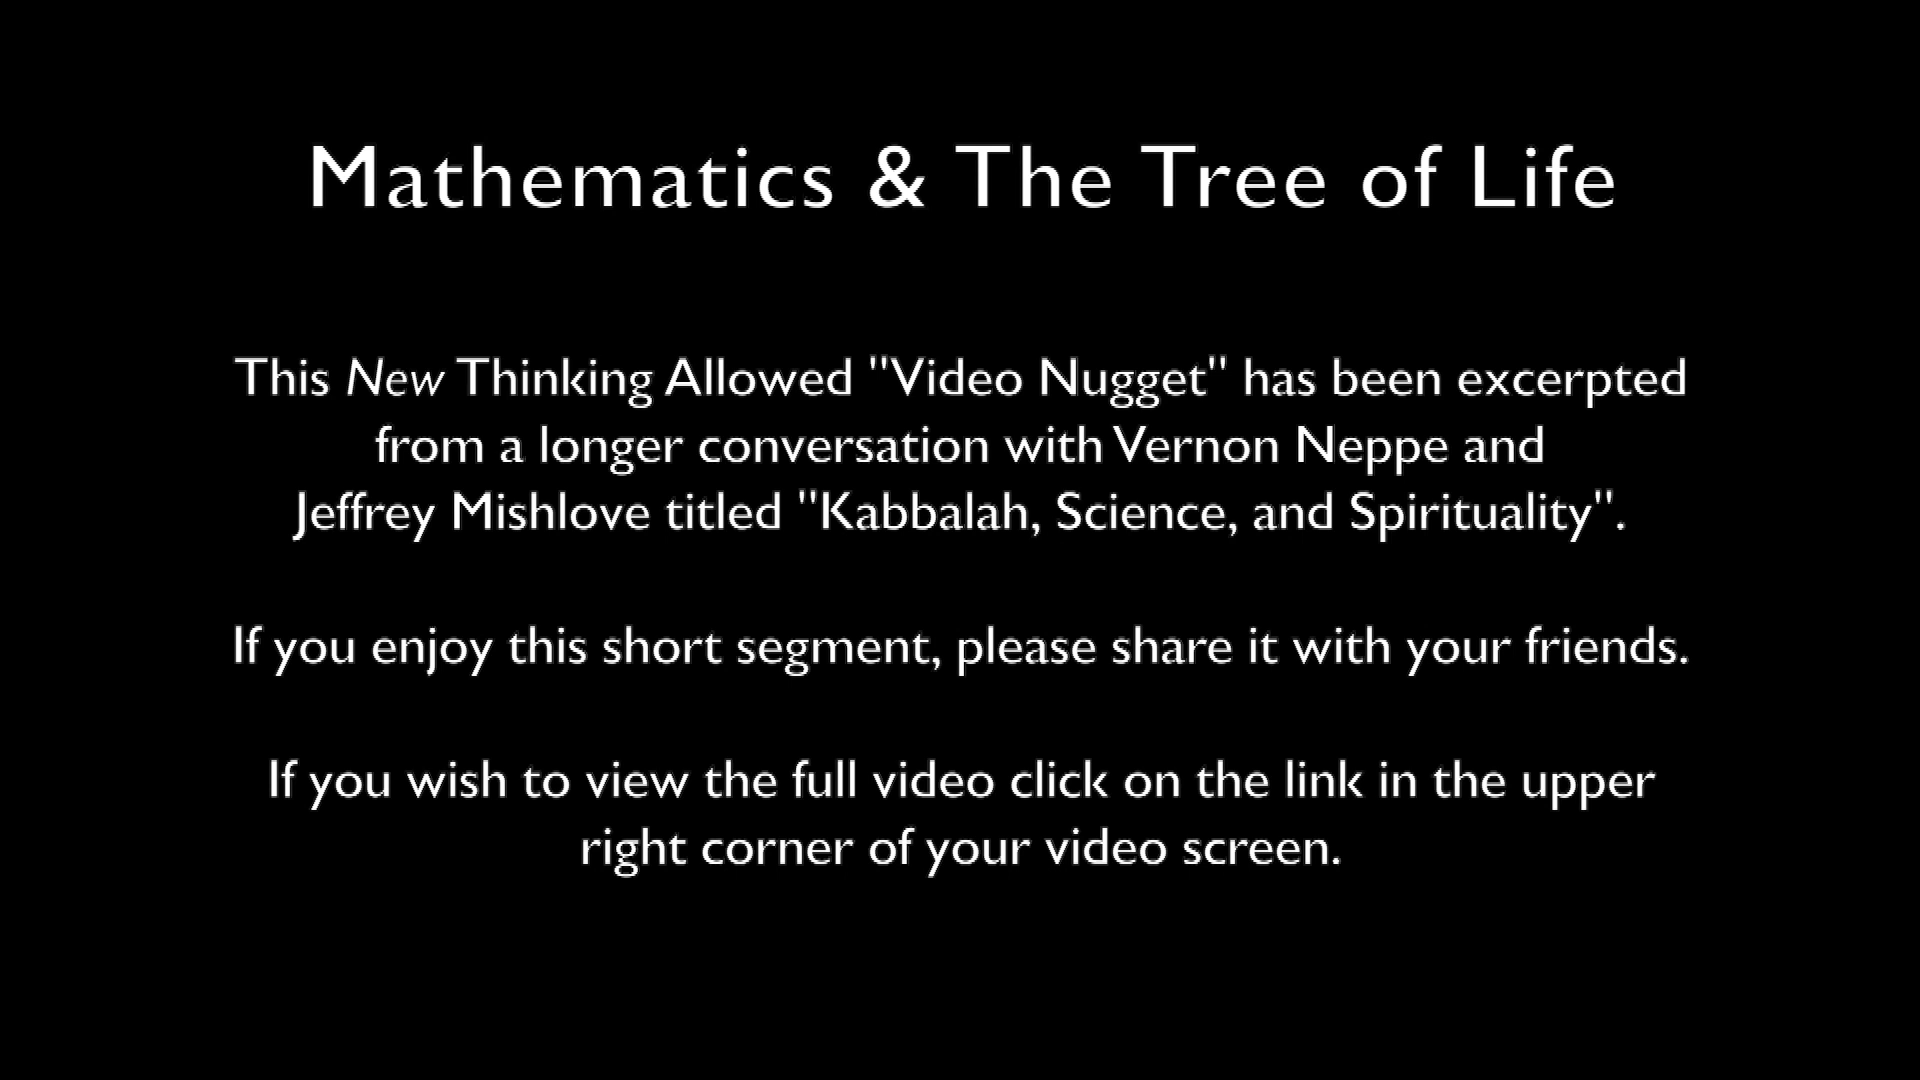 Mathematics & The Tree of Life
This New Thinking Allowed "Video Nugget" has been excerpted
from a longer conversation with Vernon Neppe and
Jeffrey Mishlove titled "Kabbalah, Science, and Spirituality".
If you enjoy this short segment, please share it with your friends.
If you wish to view the full video click on the link in the upper
right corner of your video screen.